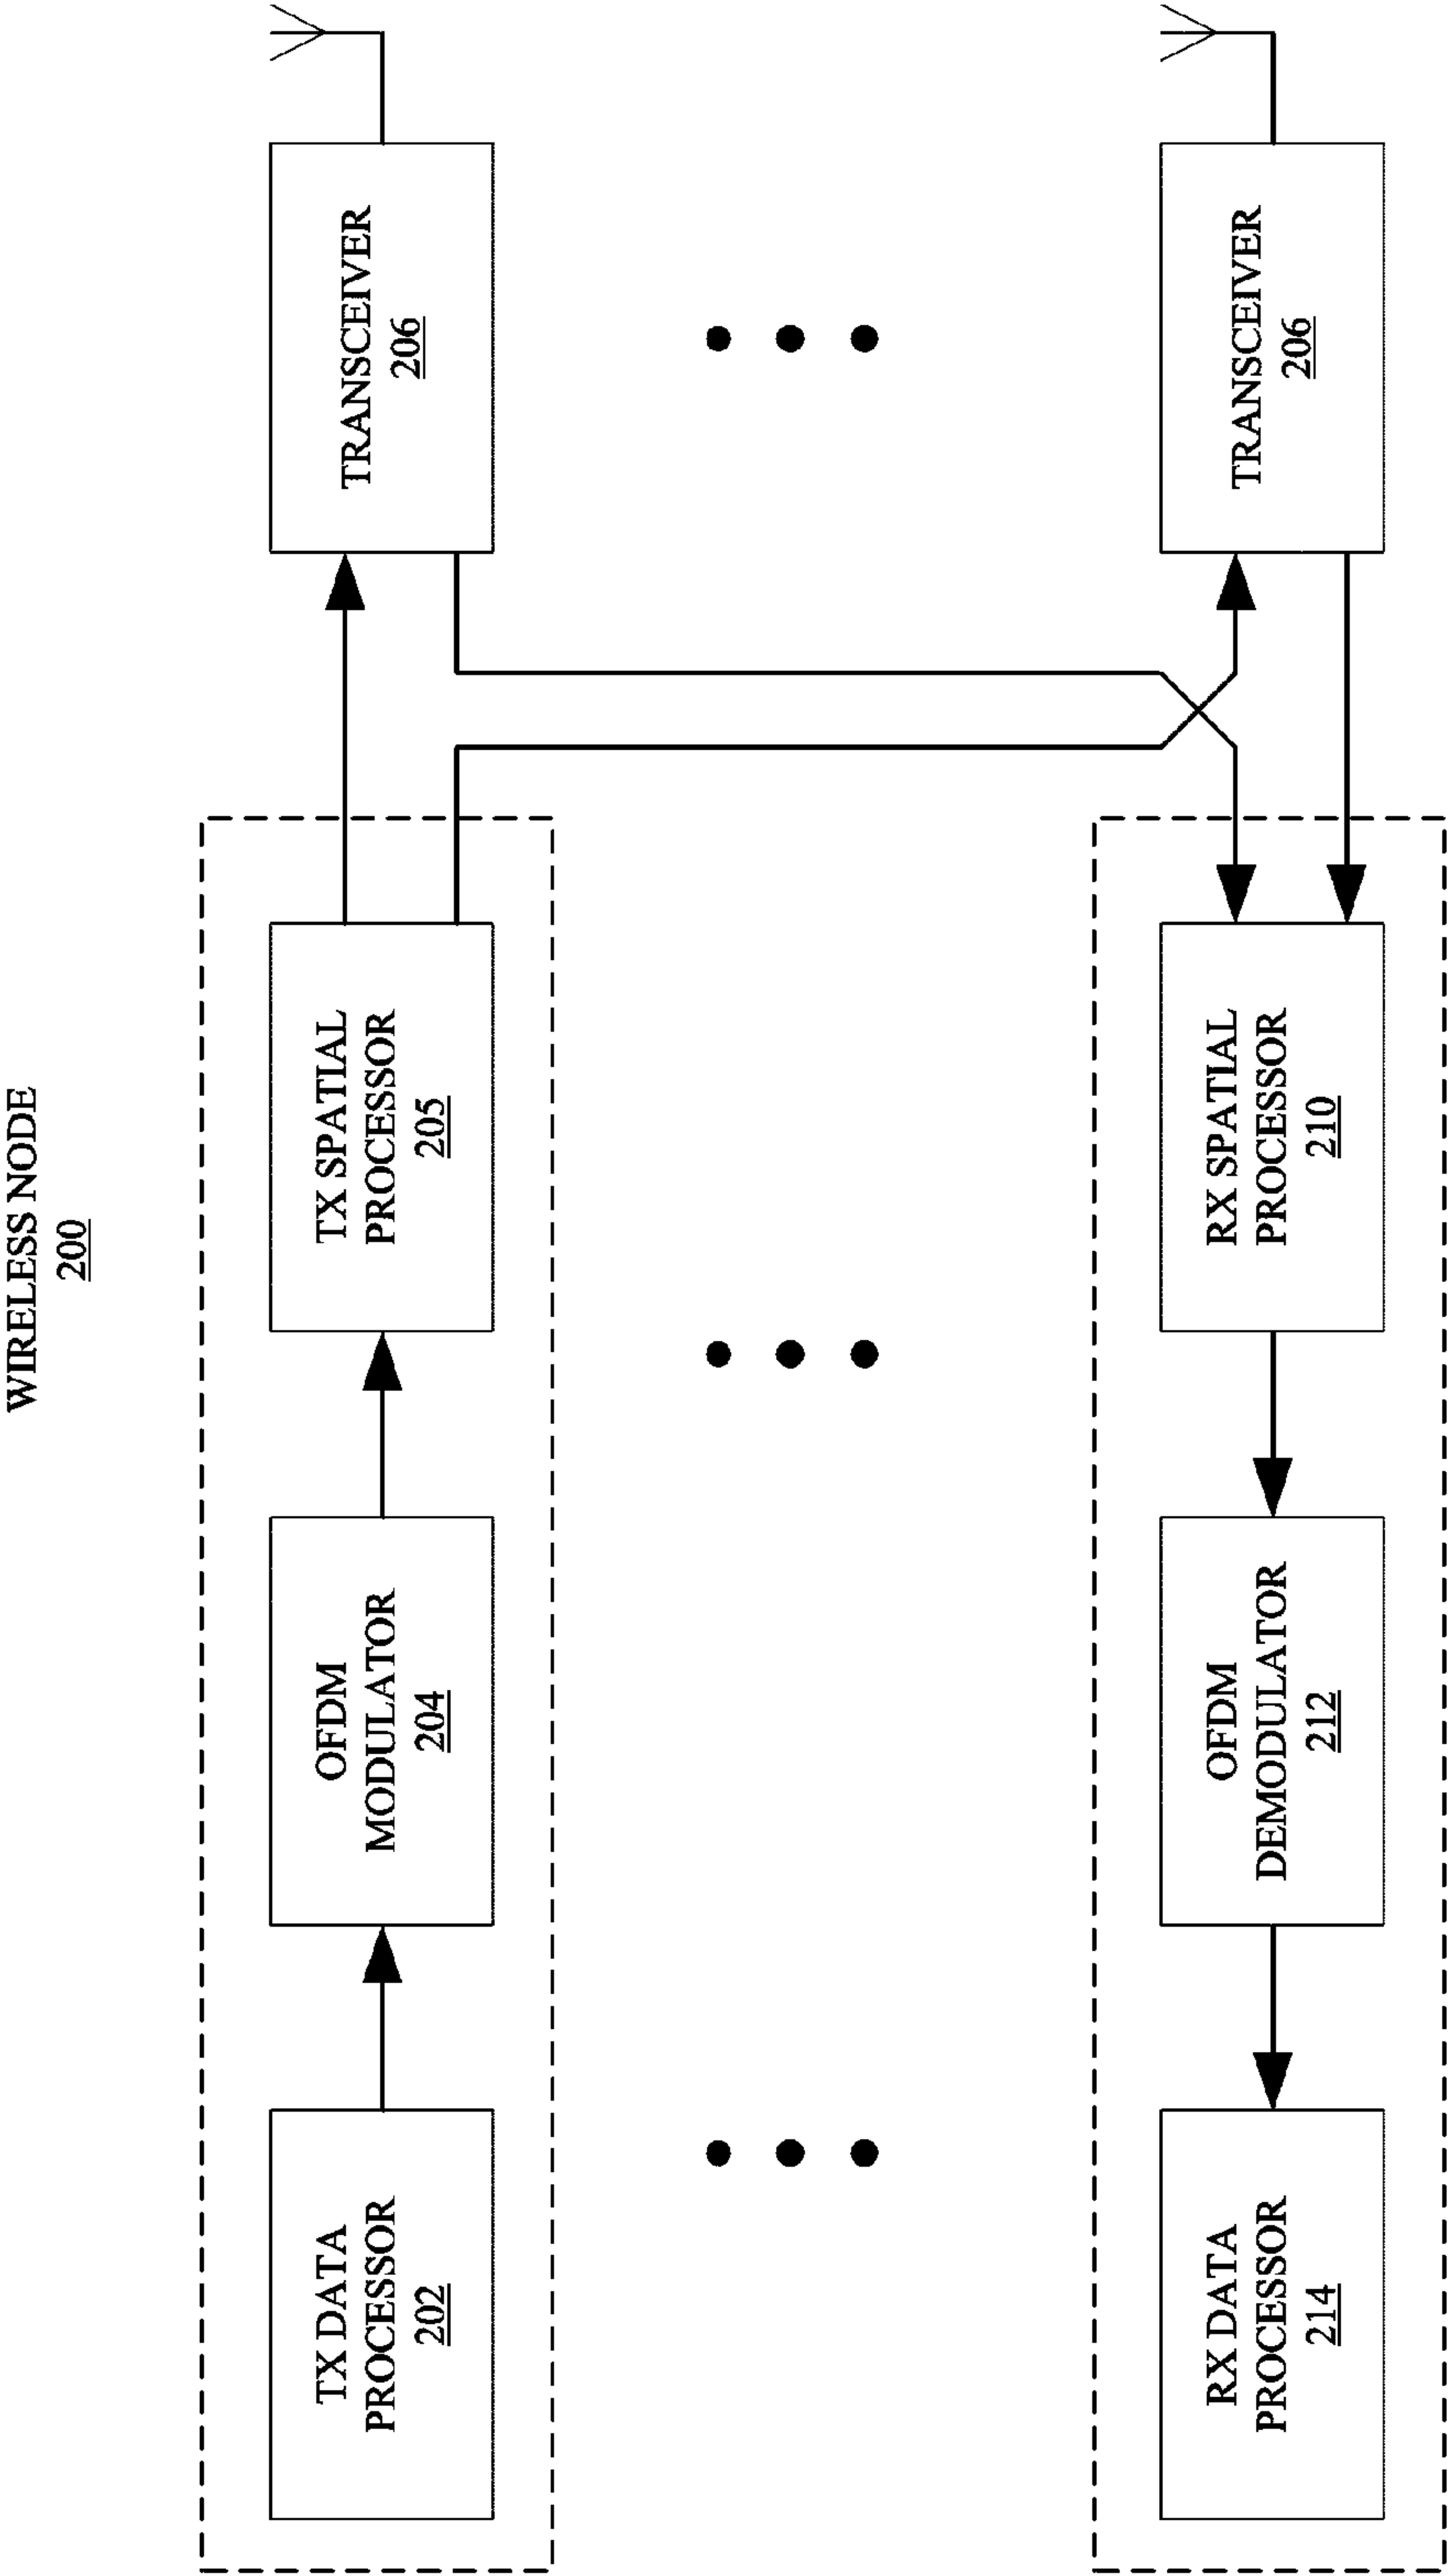 WIRELESS NODE
200
TX DATA
PROCESSOR
202
OFDM
MODULATOR
204
TX SPATIAL
PROCESSOR
205
TRANSCEIVER
206
RX DATA
PROCESSOR
214
OFDM
DEMODULATOR
212
RX SPATIAL
PROCESSOR
210
TRANSCEIVER
206